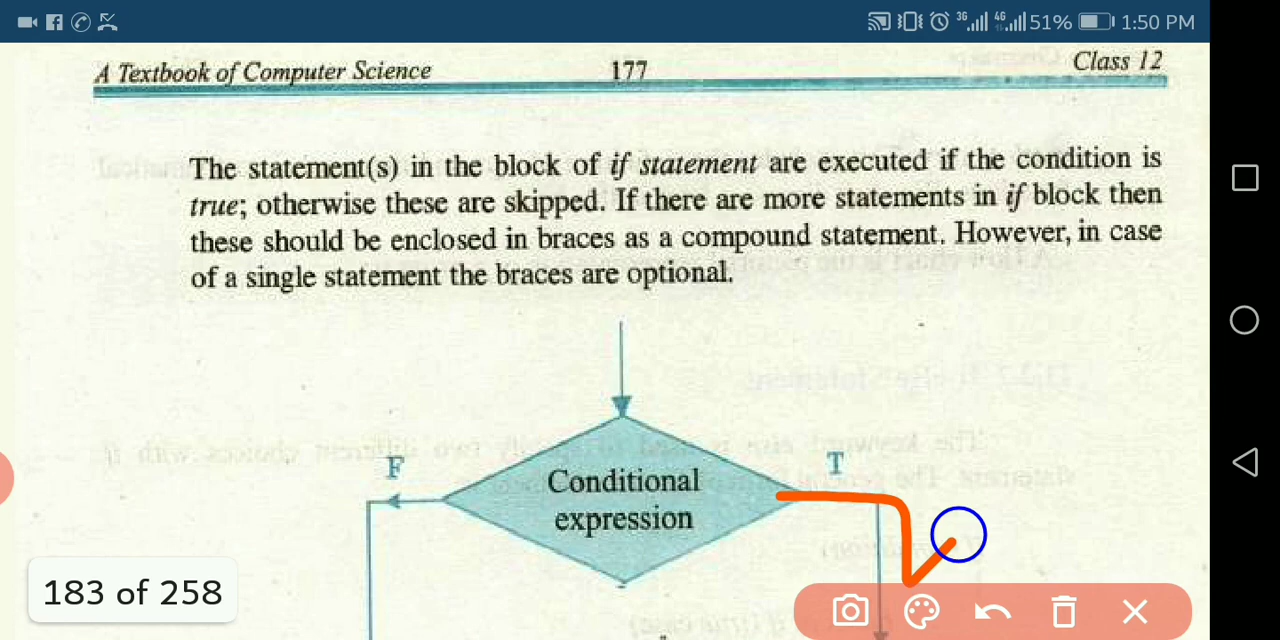 3G 4G 51% 1:50 PM
A Textbook of Computer Science 177 Class 12
The statement(s) in the block of if statement are executed if the condition is
true; otherwise these are skipped. If there are more statements in if block then
these should be enclosed in braces as a compound statement. However, in case
of a single statement the braces are optional.
F T
Conditional
expression
183 of 258